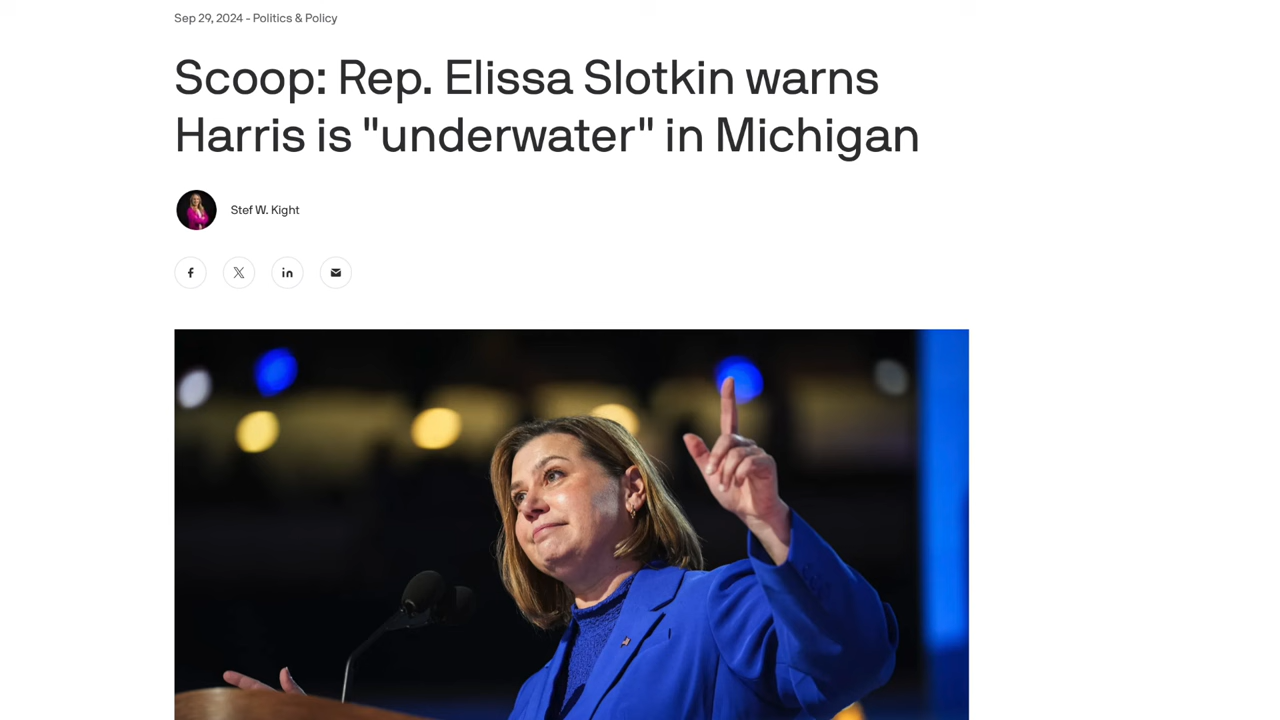 Sep 29, 2024 - Politics & Policy
Scoop: Rep. Elissa Slotkin warns
Harris is "underwater" in Michigan
Stef W. Kight